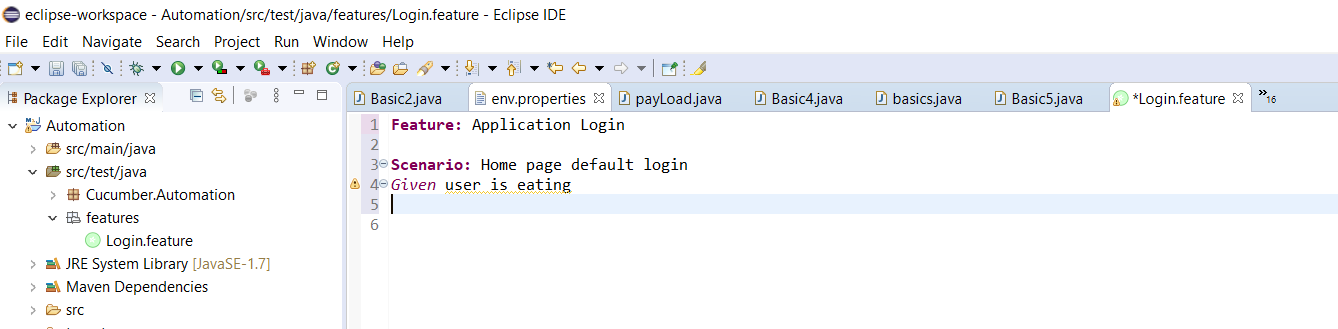 eclipse-workspace - Automation/src/test/java/features/Login.feature - Eclipse IDE
File Edit Navigate Search Project Run Window Help
Package Explorer
Basic2.java env.properties payLoad.java Basic4.java basics.java Basic5.java *Login.feature »16
Automation
src/main/java
src/test/java
Cucumber.Automation
features
Login.feature
JRE System Library [JavaSE-1.7]
Maven Dependencies
src
1 Feature: Application Login
2
3 Scenario: Home page default login
4 Given user is eating
5
6